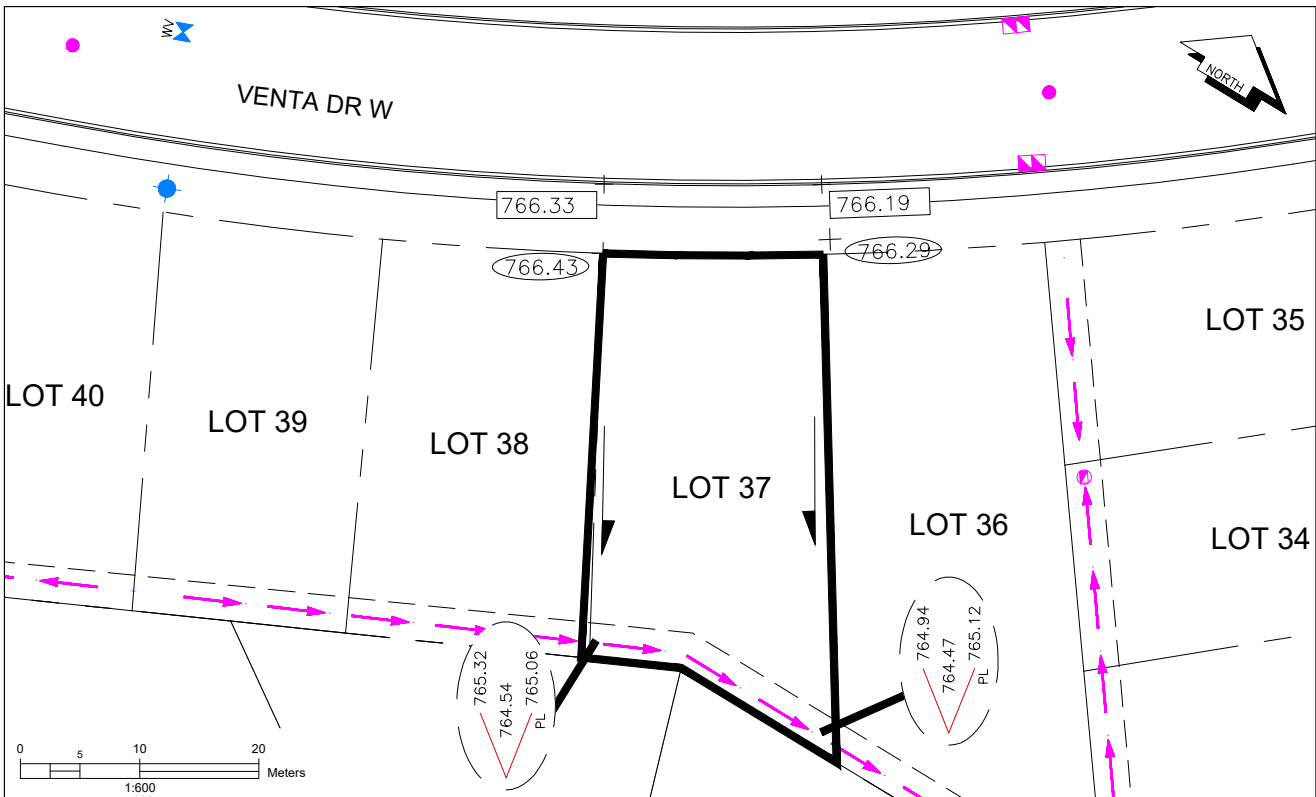 WV
VENTA DR W
NORTH
766.33
766.19
766.43
766.29
LOT 35
LOT 40
LOT 39
LOT 38
LOT 37
LOT 36
LOT 34
765.32
764.54
765.06
PL
764.94
764.47
765.12
PL
0 5 10 20
Meters
1:600